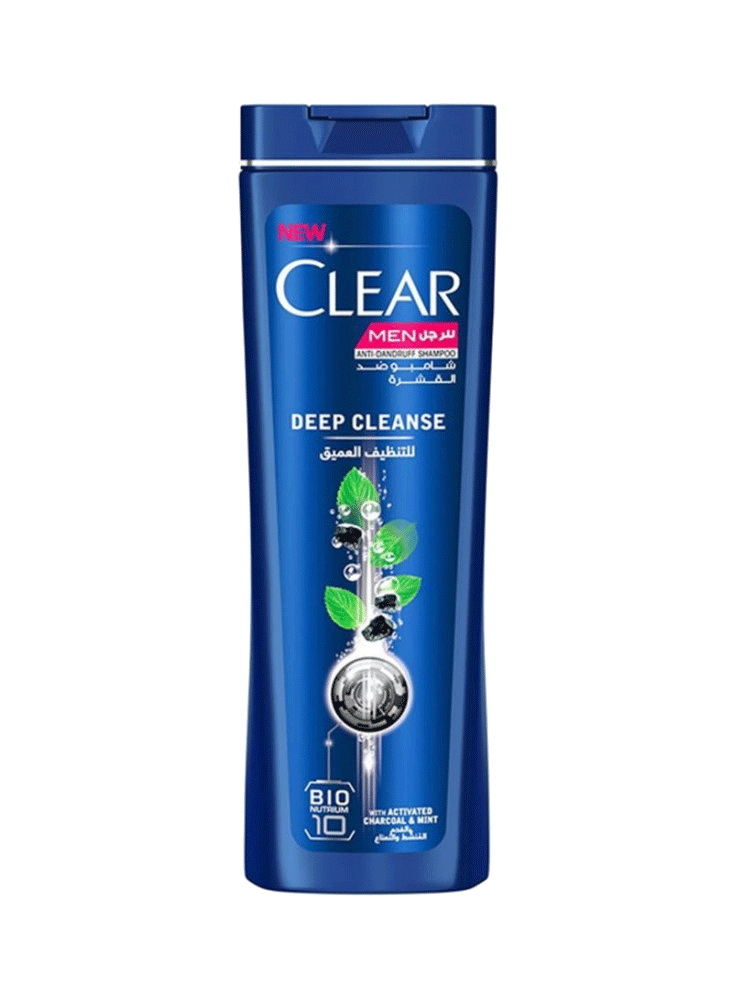 NEW
CLEAR
MEN للرجل
ANTI-DANDRUFF SHAMPOO
شامبو ضد
القشرة
DEEP CLEANSE
للتنظيف العميق
BIO
NUTRIUM
10
WITH ACTIVATED
CHARCOAL & MINT